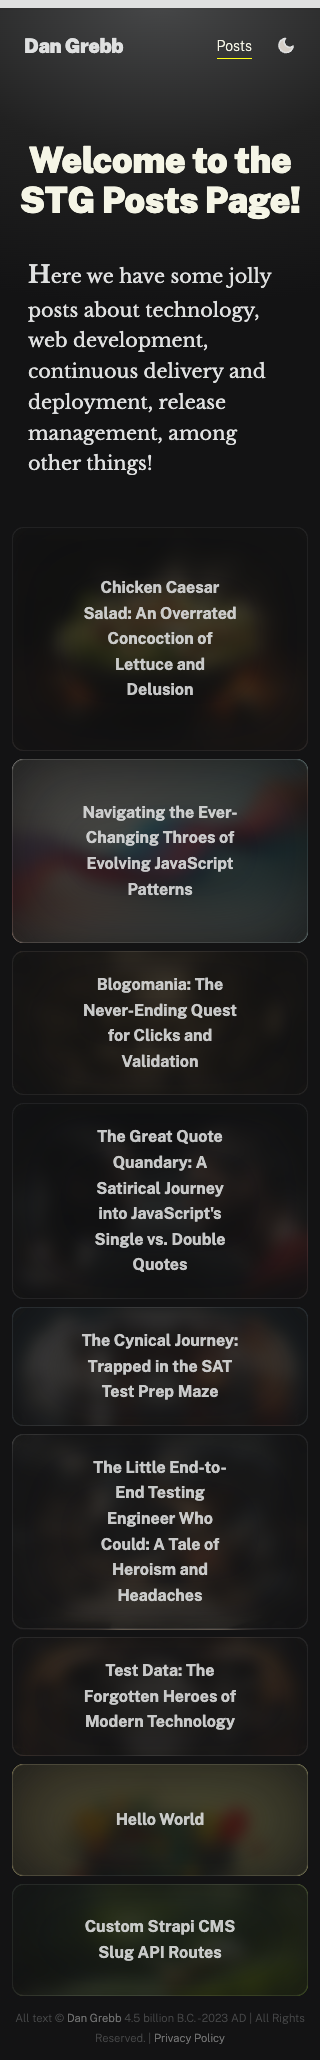 Dan Grebb
Posts
Welcome to the
STG Posts Page!
Here we have some jolly
posts about technology,
web development,
continuous delivery and
deployment, release
management, among
other things!
Chicken Caesar
Salad: An Overrated
Concoction of
Lettuce and
Delusion
Navigating the Ever-
Changing Throes of
Evolving JavaScript
Patterns
Blogomania: The
Never-Ending Quest
for Clicks and
Validation
The Great Quote
Quandary: A
Satirical Journey
into JavaScript's
Single vs. Double
Quotes
The Cynical Journey:
Trapped in the SAT
Test Prep Maze
The Little End-to-
End Testing
Engineer Who
Could: A Tale of
Heroism and
Headaches
Test Data: The
Forgotten Heroes of
Modern Technology
Hello World
Custom Strapi CMS
Slug API Routes
All text © Dan Grebb 4.5 billion B.C.-2023 AD | All Rights
Reserved. | Privacy Policy